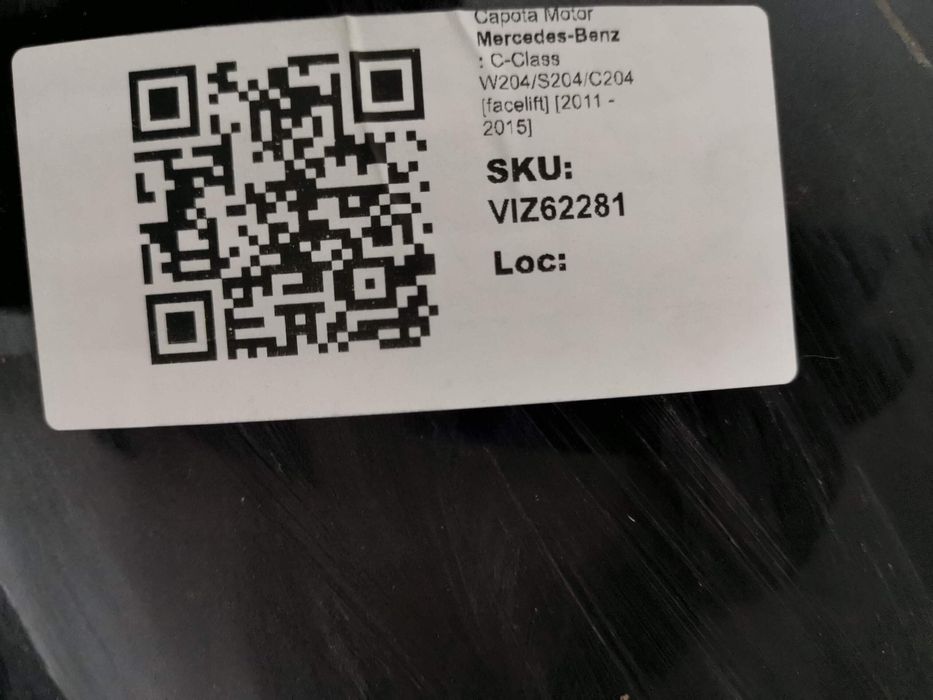 Capota Motor
Mercedes-Benz
: C-Class
W204/S204/C204
[facelift] [2011 -
2015]
SKU:
VIZ62281
Loc: